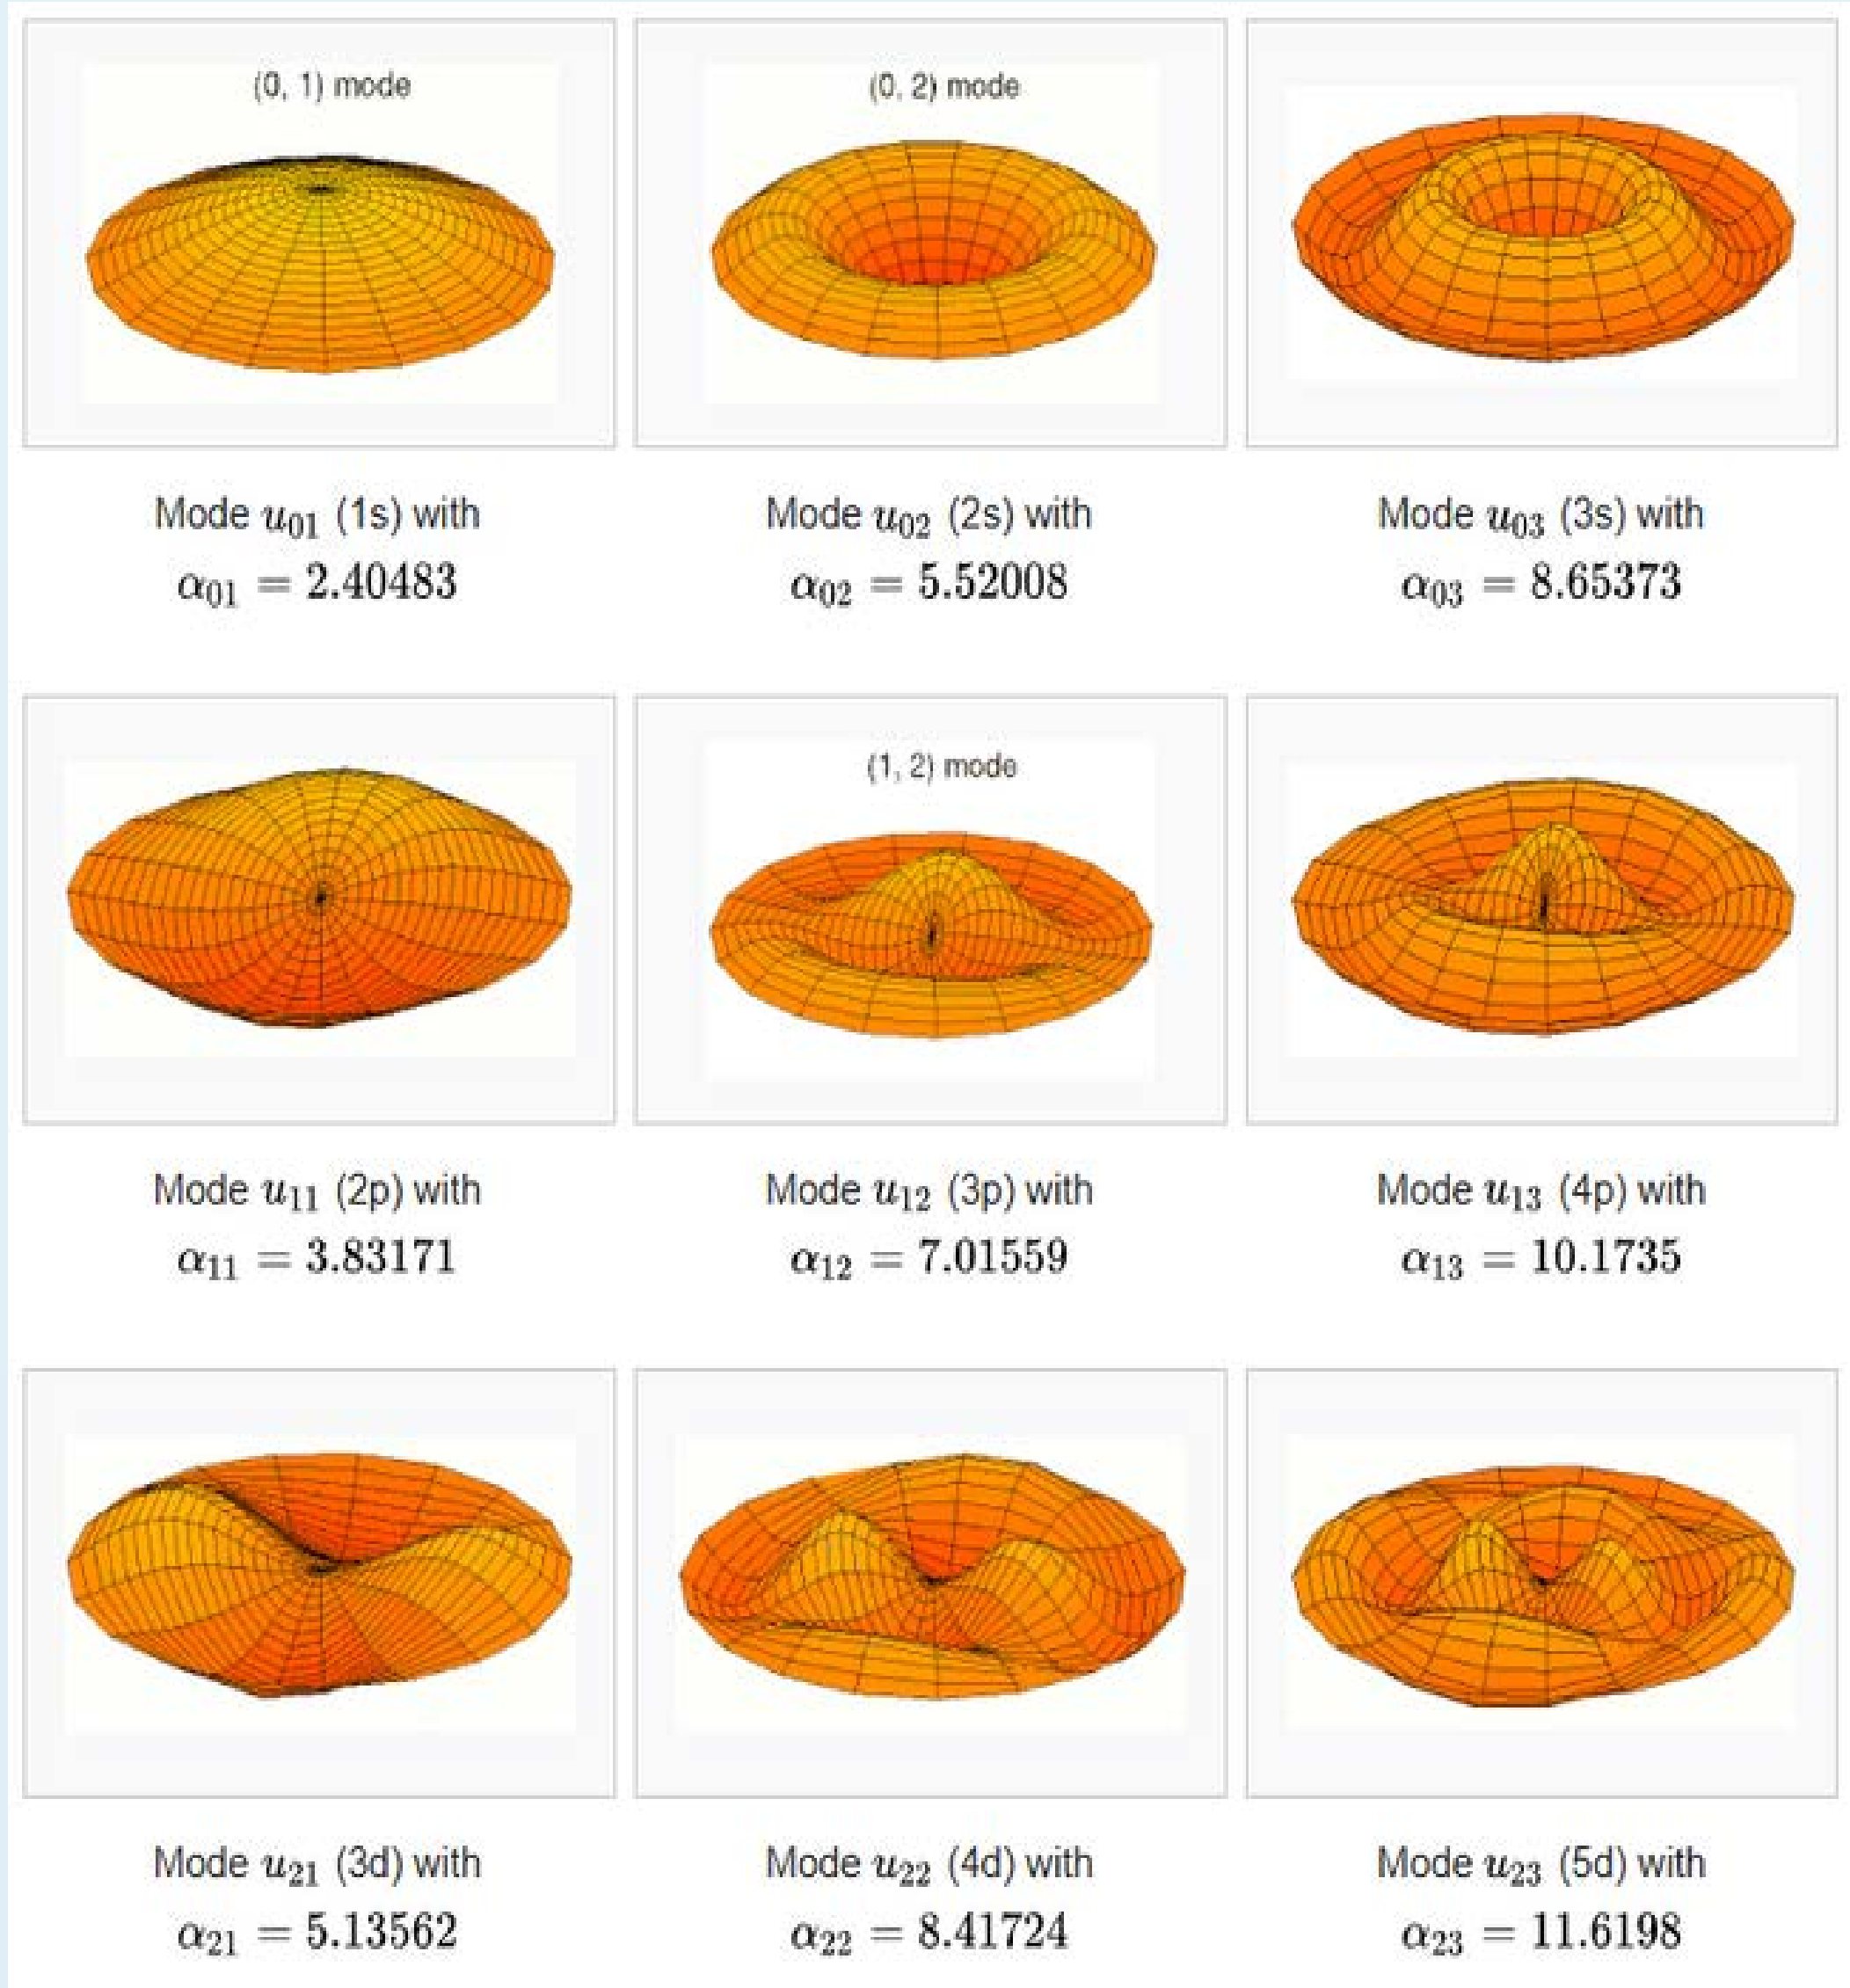 (0, 1) mode
(0, 2) mode
Mode u₀₁ (1s) with
α₀₁ = 2.40483
Mode u₀₂ (2s) with
α₀₂ = 5.52008
Mode u₀₃ (3s) with
α₀₃ = 8.65373
(1, 2) mode
Mode u₁₁ (2p) with
α₁₁ = 3.83171
Mode u₁₂ (3p) with
α₁₂ = 7.01559
Mode u₁₃ (4p) with
α₁₃ = 10.1735
Mode u₂₁ (3d) with
α₂₁ = 5.13562
Mode u₂₂ (4d) with
α₂₂ = 8.41724
Mode u₂₃ (5d) with
α₂₃ = 11.6198